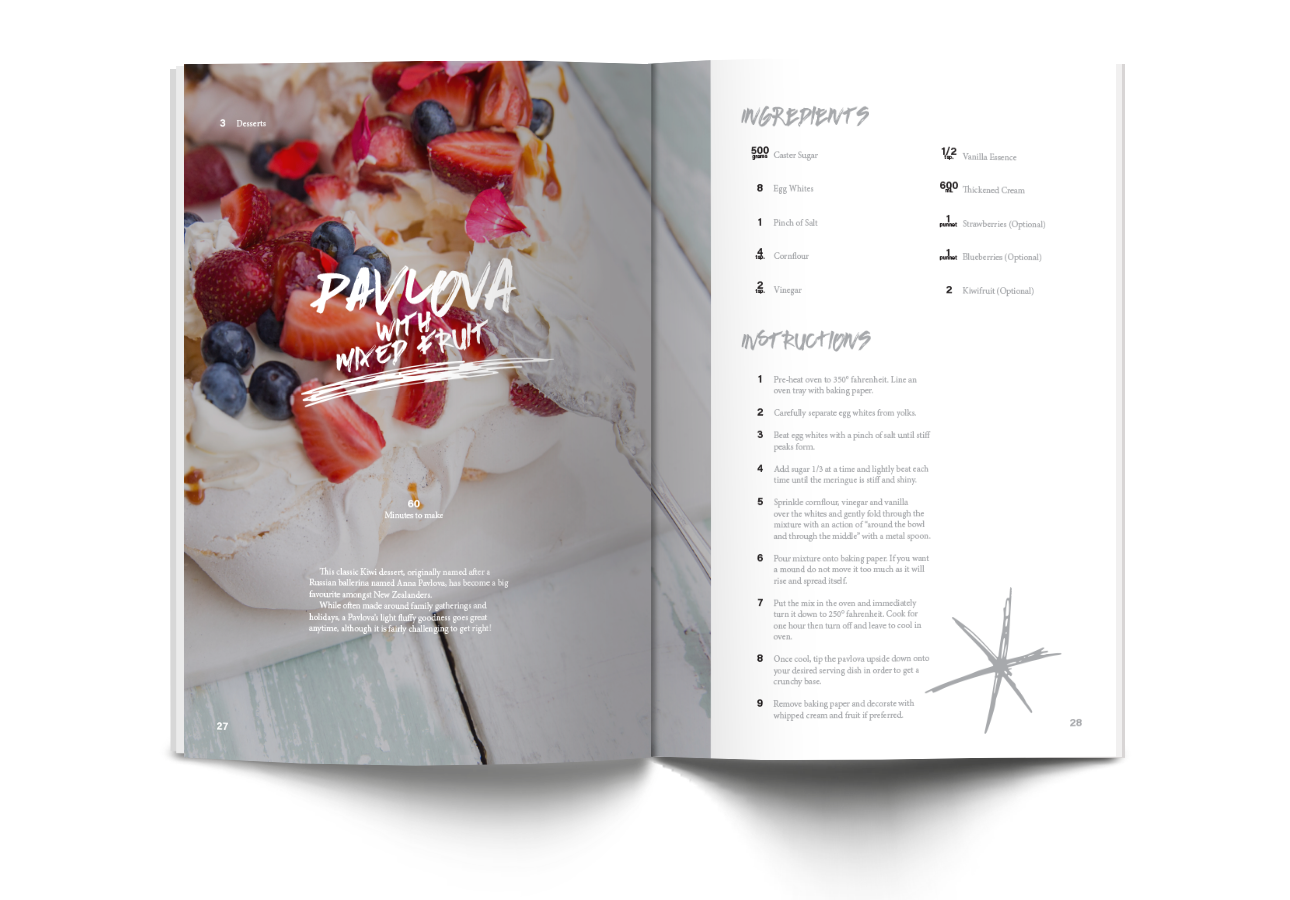 3 Desserts
PAVLOVA
WITH
MIXED FRUIT
60
Minutes to make
This classic Kiwi dessert, originally named after a
Russian ballerina named Anna Pavlova, has become a big
favourite amongst New Zealanders.
While often made around family gatherings and
holidays, a Pavlova's light fluffy goodness goes great
anytime, although it is fairly challenging to get right!
27
INGREDIENTS
500 grams Caster Sugar
8 Egg Whites
1 Pinch of Salt
4 tsp. Cornflour
2 tsp. Vinegar
1/2 tsp. Vanilla Essence
600 mL Thickened Cream
1 punnet Strawberries (Optional)
1 punnet Blueberries (Optional)
2 Kiwifruit (Optional)
INSTRUCTIONS
1 Pre-heat oven to 350° fahrenheit. Line an
oven tray with baking paper.
2 Carefully separate egg whites from yolks.
3 Beat egg whites with a pinch of salt until stiff
peaks form.
4 Add sugar 1/3 at a time and lightly beat each
time until the meringue is stiff and shiny.
5 Sprinkle cornflour, vinegar and vanilla
over the whites and gently fold through the
mixture with an action of "around the bowl
and through the middle" with a metal spoon.
6 Pour mixture onto baking paper. If you want
a mound do not move it too much as it will
rise and spread itself.
7 Put the mix in the oven and immediately
turn it down to 250° fahrenheit. Cook for
one hour then turn off and leave to cool in
oven.
8 Once cool, tip the pavlova upside down onto
your desired serving dish in order to get a
crunchy base.
9 Remove baking paper and decorate with
whipped cream and fruit if preferred.
28